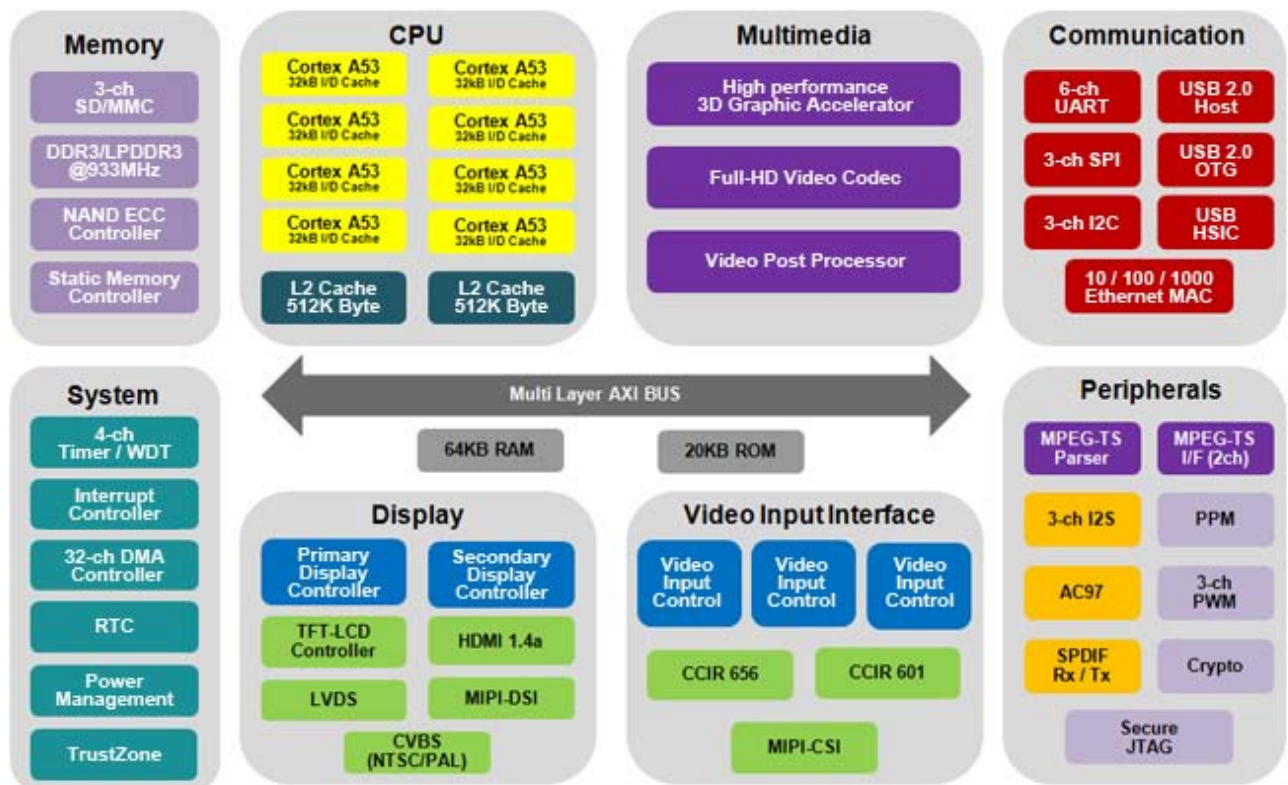 Memory
3-ch
SD/MMC
DDR3/LPDDR3
@933MHz
NAND ECC
Controller
Static Memory
Controller
CPU
Cortex A53
32kB I/D Cache
Cortex A53
32kB I/D Cache
Cortex A53
32kB I/D Cache
Cortex A53
32kB I/D Cache
Cortex A53
32kB I/D Cache
Cortex A53
32kB I/D Cache
Cortex A53
32kB I/D Cache
Cortex A53
32kB I/D Cache
L2 Cache
512K Byte
L2 Cache
512K Byte
Multimedia
High performance
3D Graphic Accelerator
Full-HD Video Codec
Video Post Processor
Communication
6-ch
UART
USB 2.0
Host
3-ch SPI
USB 2.0
OTG
3-ch I2C
USB
HSIC
10 / 100 / 1000
Ethernet MAC
Multi Layer AXI BUS
64KB RAM
20KB ROM
System
4-ch
Timer / WDT
Interrupt
Controller
32-ch DMA
Controller
RTC
Power
Management
TrustZone
Display
Primary
Display
Controller
Secondary
Display
Controller
TFT-LCD
Controller
HDMI 1.4a
LVDS
MIPI-DSI
CVBS
(NTSC/PAL)
Video Input Interface
Video
Input
Control
Video
Input
Control
Video
Input
Control
CCIR 656
CCIR 601
MIPI-CSI
Peripherals
MPEG-TS
Parser
MPEG-TS
I/F (2ch)
3-ch I2S
PPM
AC97
3-ch
PWM
SPDIF
Rx / Tx
Crypto
Secure
JTAG